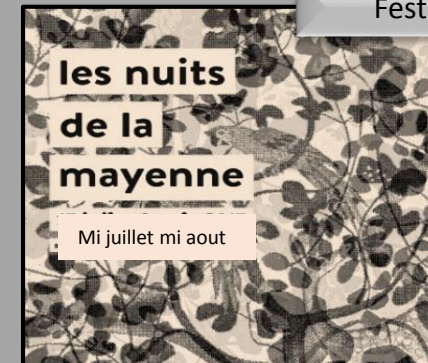 Fest
les nuits
de la
mayenne
Mi juillet mi aout